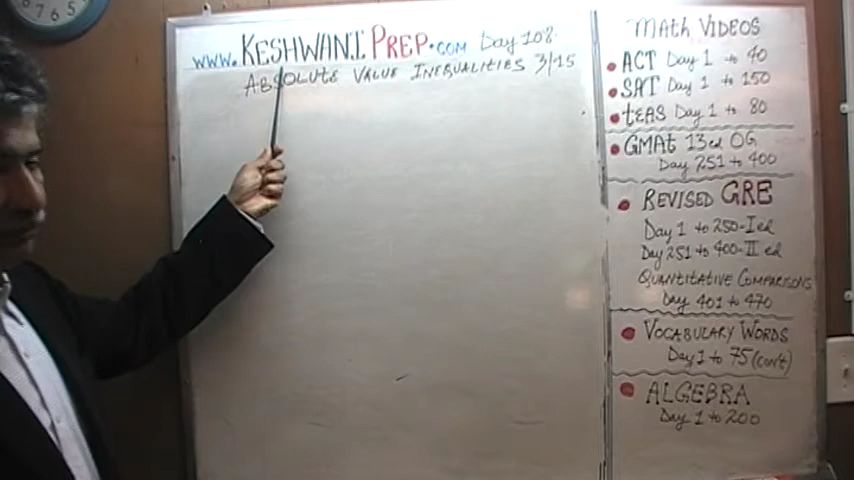 7 6 5
www.KESHWANI PREP.COM Day 108
ABSOLUTE VALUE INEQUALITIES 3/15
MATH VIDEOS
ACT Day 1 to 40
SAT Day 1 to 150
tEAS Day 1 to 80
GMAt 13ed OG
Day 251 to 400
REVISED GRE
Day 1 to 250-I ed
Day 251 to 400-II ed
QUANtitAtiVE COMPARISONS
Day 401 to 470
VOCABULARY WORDS
Day 1 to 75 (con't)
ALGEBRA
Day 1 to 200